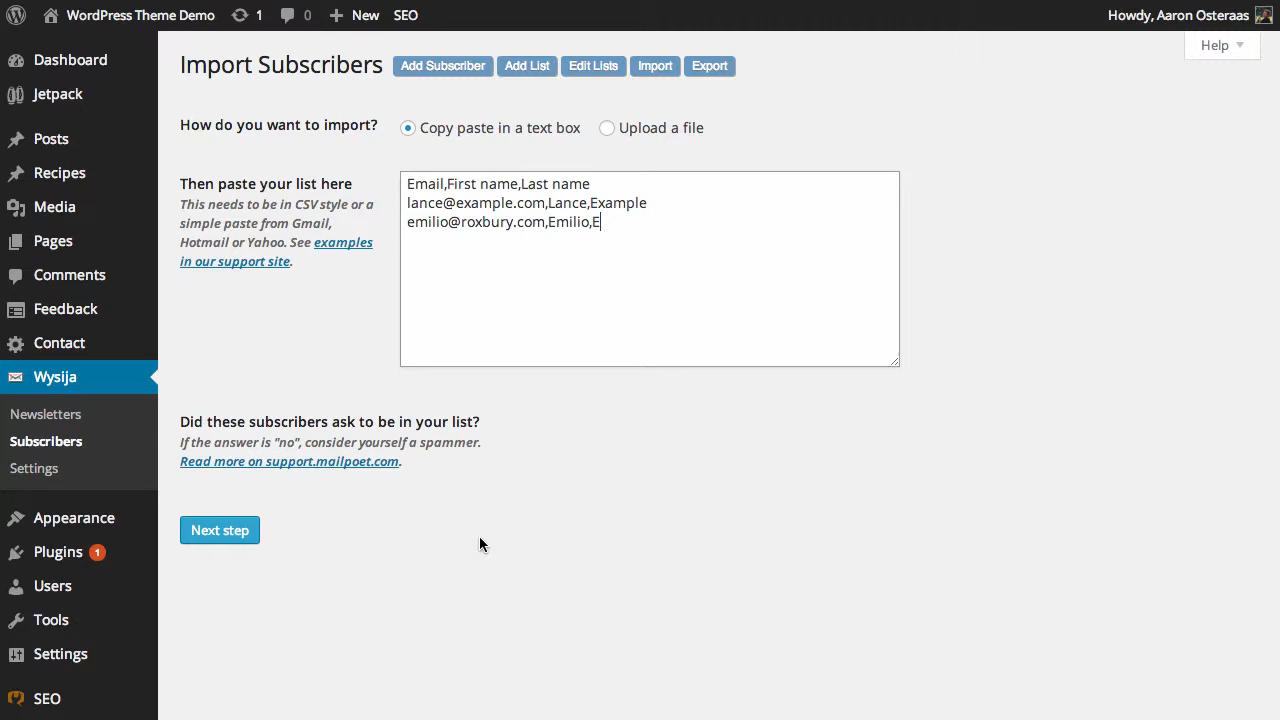 WordPress Theme Demo 1 0 New SEO Howdy, Aaron Osteraas
Help
Dashboard
Jetpack
Posts
Recipes
Media
Pages
Comments
Feedback
Contact
Wysija
Newsletters
Subscribers
Settings
Appearance
Plugins 1
Users
Tools
Settings
SEO
Import Subscribers Add Subscriber Add List Edit Lists Import Export
How do you want to import? Copy paste in a text box Upload a file
Then paste your list here
This needs to be in CSV style or a
simple paste from Gmail,
Hotmail or Yahoo. See examples
in our support site.
Email,First name,Last name
lance@example.com,Lance,Example
emilio@roxbury.com,Emilio,E
Did these subscribers ask to be in your list?
If the answer is "no", consider yourself a spammer.
Read more on support.mailpoet.com.
Next step